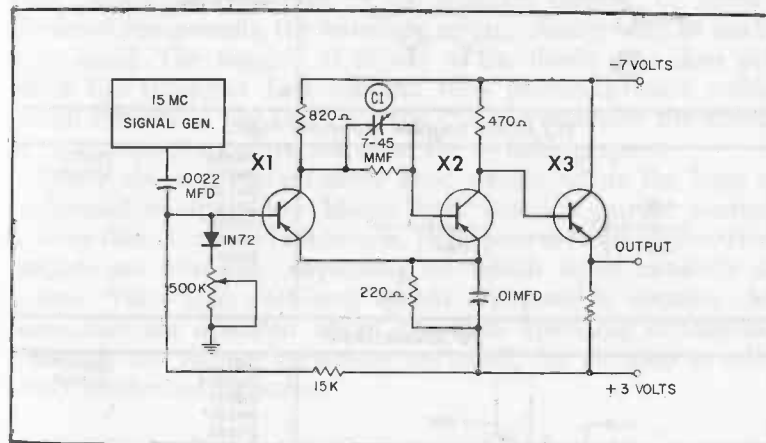 -7 VOLTS
15 MC
SIGNAL GEN.
820Ω
C1
470Ω
7-45
MMF
X1
X2
X3
.0022
MFD
IN72
OUTPUT
500K
220Ω
.01MFD
15K
+3 VOLTS